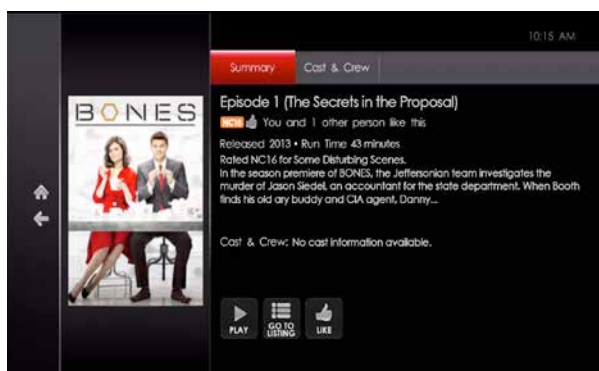 10:15 AM
Summary
Cast & Crew
BONES
Episode 1 (The Secrets in the Proposal)
NC16 You and 1 other person like this
Released 2013 • Run Time 43 minutes
Rated NC16 for Some Disturbing Scenes.
In the season premiere of BONES, the Jeffersonian team investigates the
murder of Jason Siedel, an accountant for the state department. When Booth
finds his old ary buddy and CIA agent, Danny...
Cast & Crew: No cast information available.
PLAY
GO TO
LISTING
LIKE